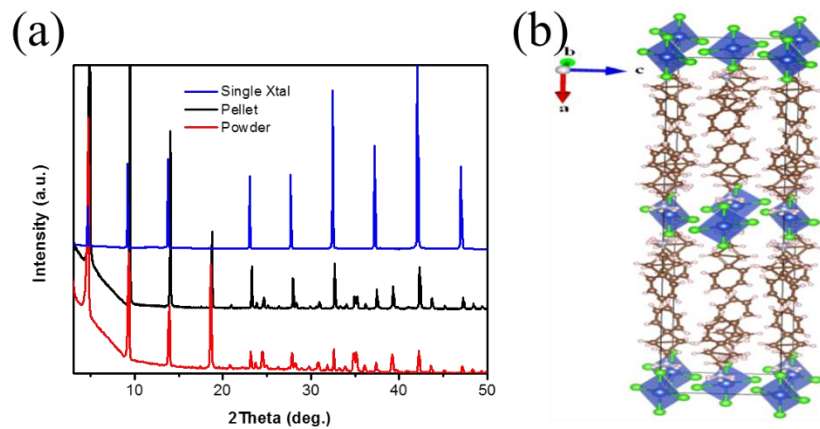 (a)
Single Xtal
Pellet
Powder
Intensity (a.u.)
10
20
30
40
50
2Theta (deg.)
(b)
b
c
a